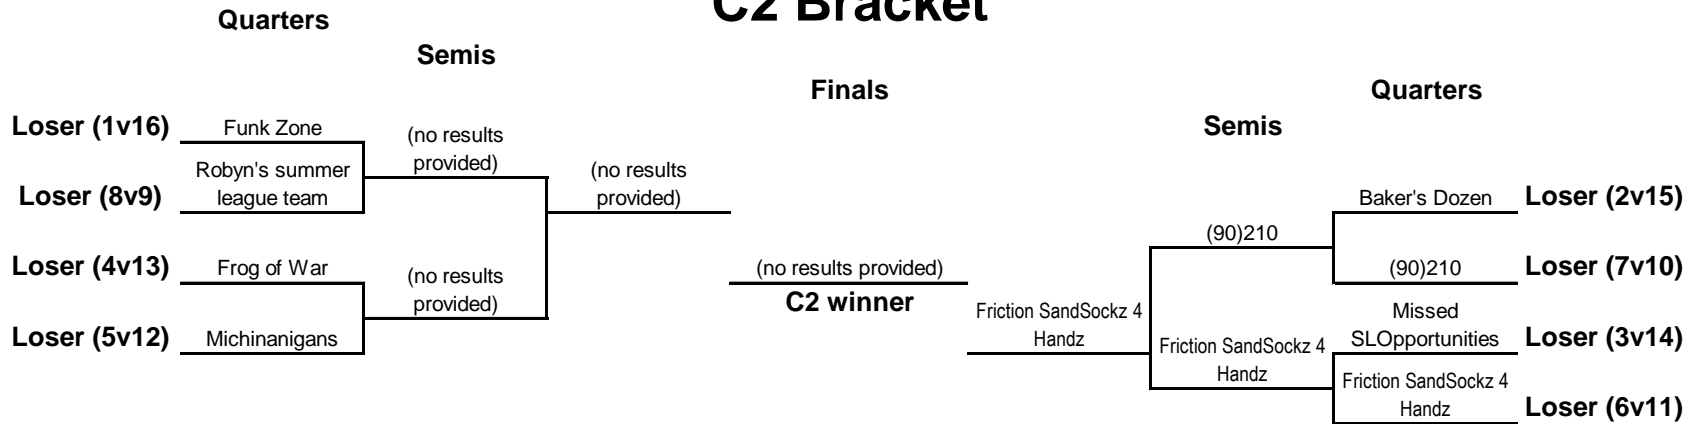 C2 Bracket
Quarters
Semis
Finals
Quarters
Semis
Loser (1v16)
Funk Zone
(no results
provided)
Robyn's summer
league team
Loser (8v9)
(no results
provided)
Loser (4v13)
Frog of War
(no results
provided)
Loser (5v12)
Michinanigans
(no results provided)
C2 winner
Friction SandSockz 4
Handz
(90)210
Friction SandSockz 4
Handz
Baker's Dozen
Loser (2v15)
(90)210
Loser (7v10)
Missed
SLOpportunities
Loser (3v14)
Friction SandSockz 4
Handz
Loser (6v11)